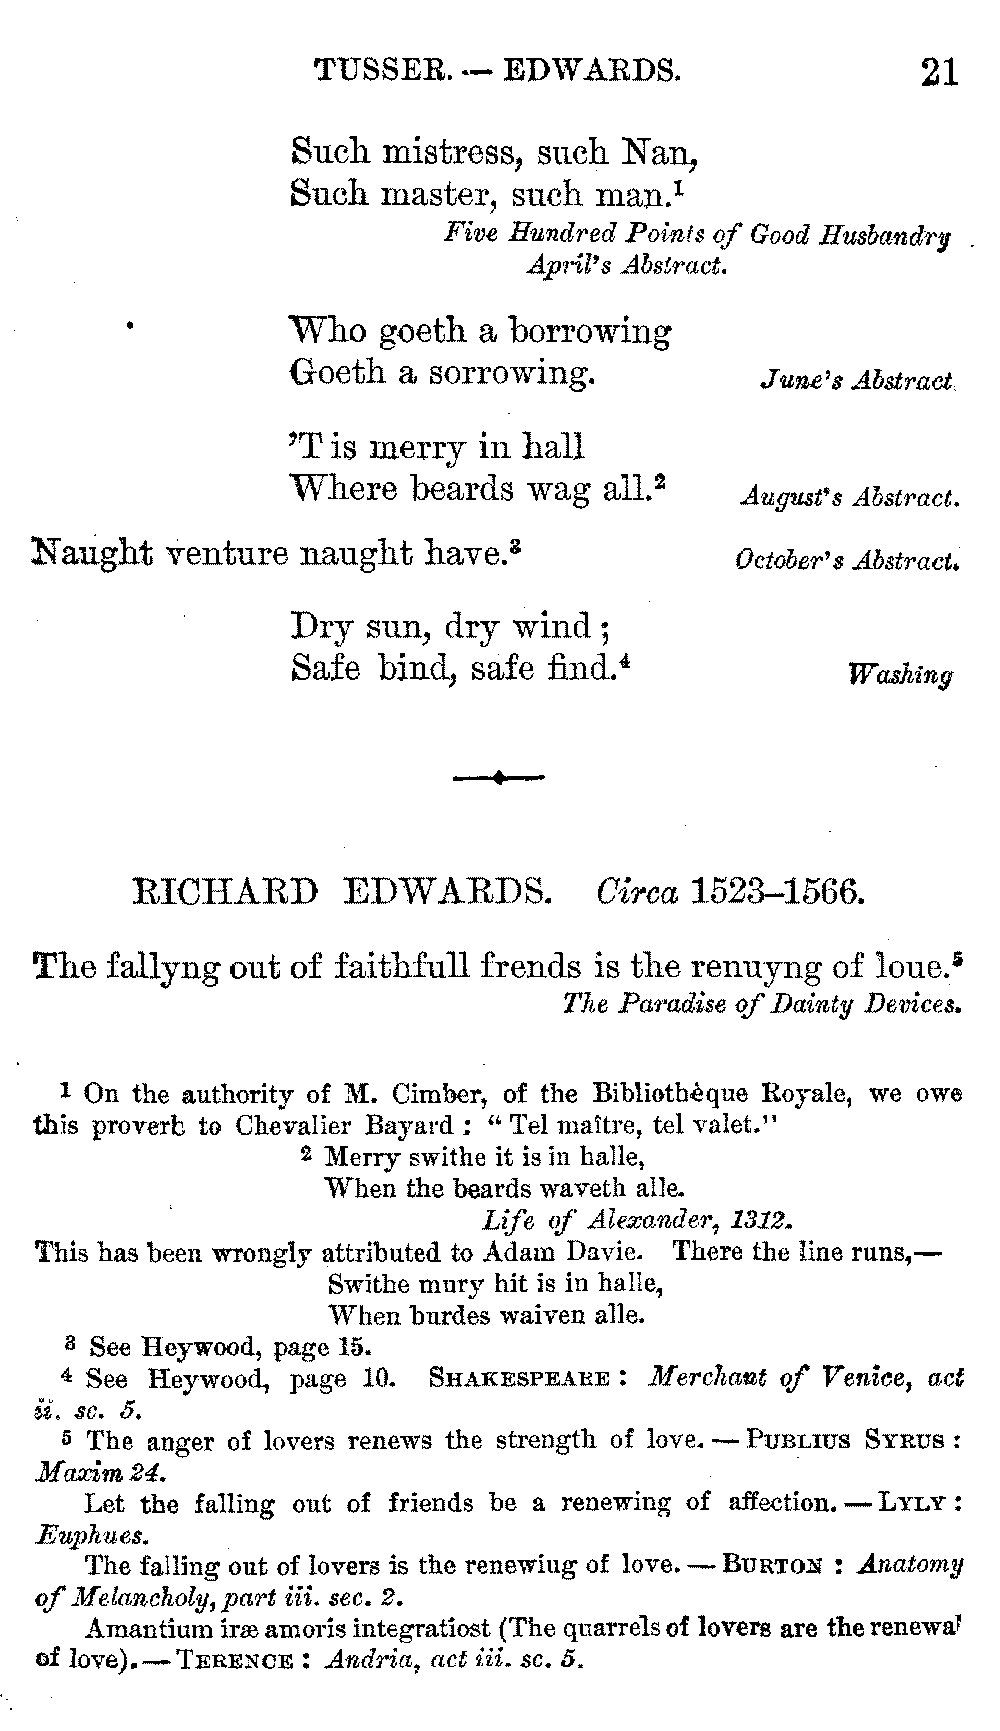 TUSSER. — EDWARDS. 21
Such mistress, such Nan,
Such master, such man.¹
Five Hundred Points of Good Husbandry
April's Abstract.
Who goeth a borrowing
Goeth a sorrowing. June's Abstract
'T is merry in hall
Where beards wag all.² August's Abstract.
Naught venture naught have.³ October's Abstract.
Dry sun, dry wind ;
Safe bind, safe find.⁴ Washing
RICHARD EDWARDS. Circa 1523–1566.
The fallyng out of faithfull frends is the renuyng of loue.⁵
The Paradise of Dainty Devices.
¹ On the authority of M. Cimber, of the Bibliothèque Royale, we owe
this proverb to Chevalier Bayard : " Tel maître, tel valet."
² Merry swithe it is in halle,
When the beards waveth alle.
Life of Alexander, 1312.
This has been wrongly attributed to Adam Davie. There the line runs,—
Swithe mury hit is in halle,
When burdes waiven alle.
³ See Heywood, page 15.
⁴ See Heywood, page 10. SHAKESPEARE : Merchant of Venice, act
ii. sc. 5.
⁵ The anger of lovers renews the strength of love. — PUBLIUS SYRUS :
Maxim 24.
Let the falling out of friends be a renewing of affection. — LYLY :
Euphues.
The falling out of lovers is the renewiug of love. — BURTON : Anatomy
of Melancholy, part iii. sec. 2.
Amantium iræ amoris integratiost (The quarrels of lovers are the renewal
of love). — TERENCE : Andria, act iii. sc. 5.